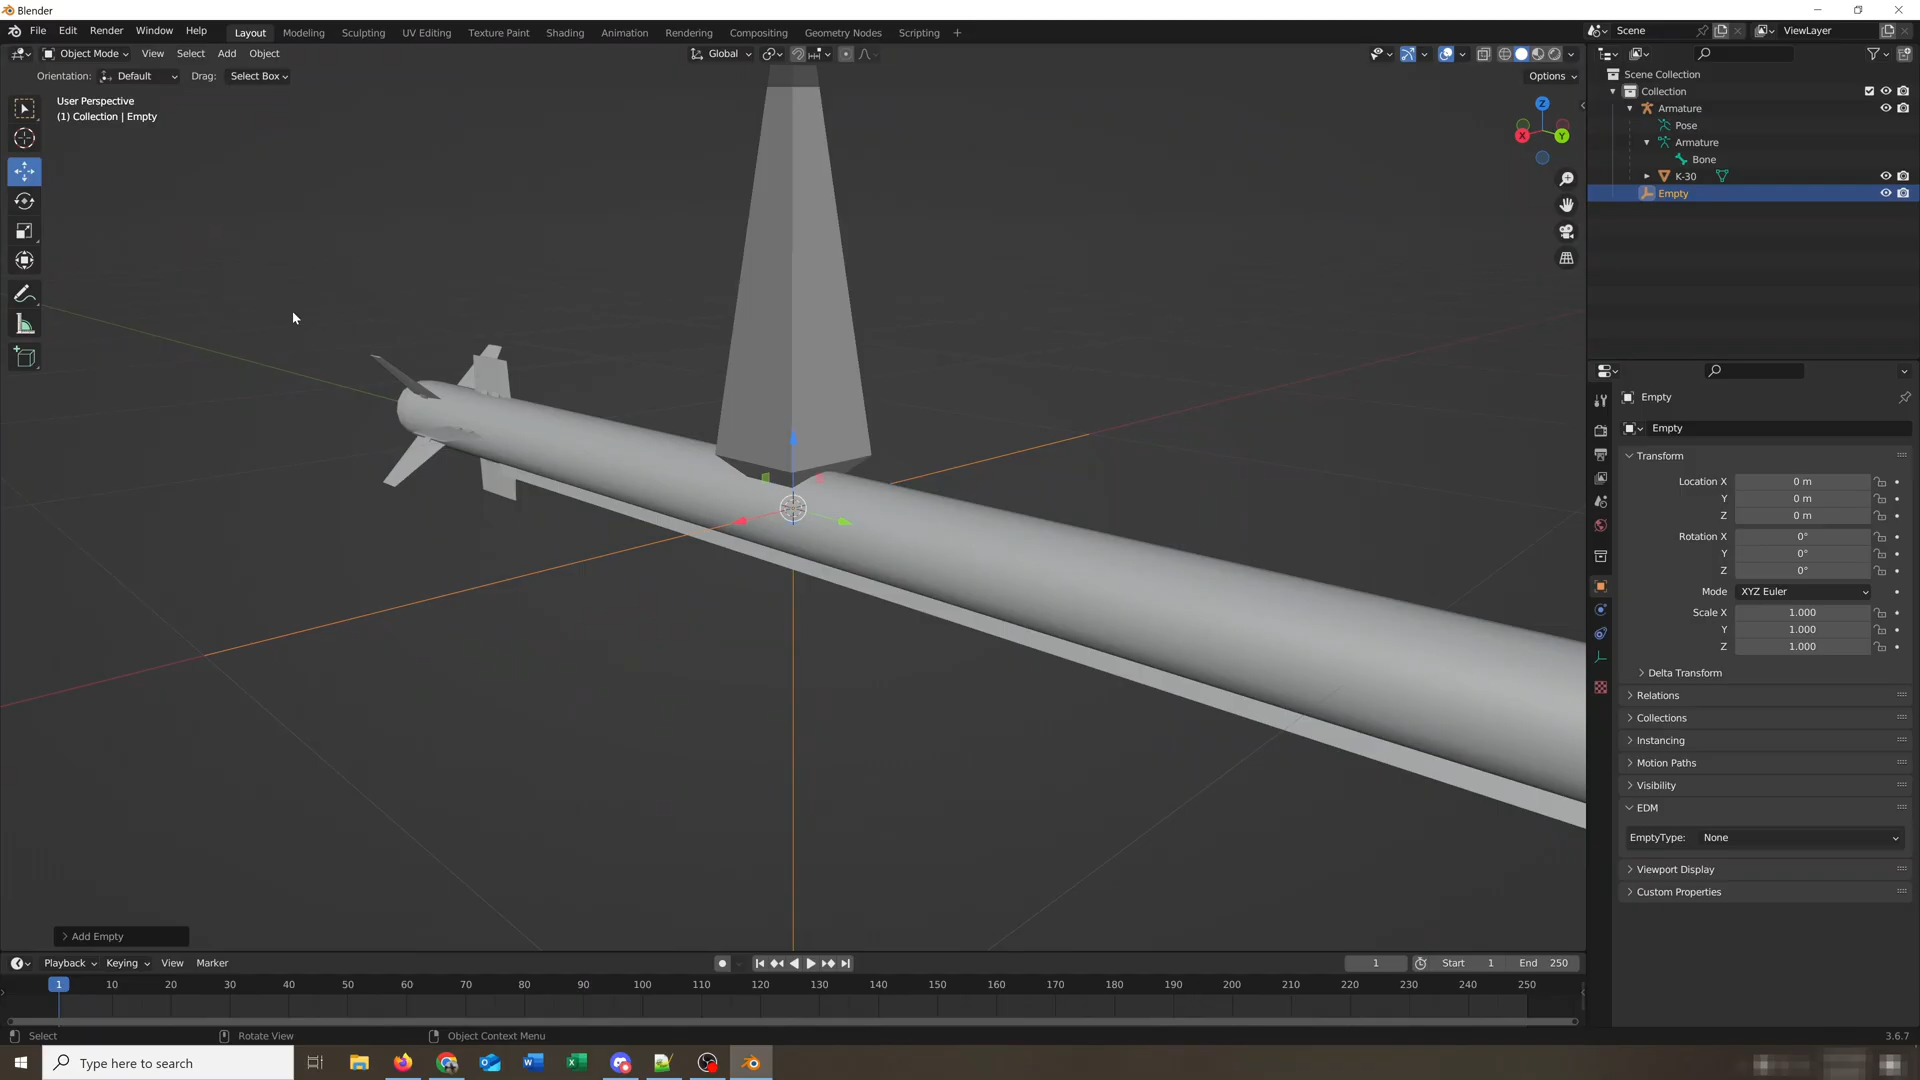 Blender
File Edit Render Window Help Layout Modeling Sculpting UV Editing Texture Paint Shading Animation Rendering Compositing Geometry Nodes Scripting + Scene ViewLayer
Object Mode View Select Add Object Global
Orientation: Default Drag: Select Box Options
User Perspective
(1) Collection | Empty
Z
X
Y
Scene Collection
Collection
Armature
Pose
Armature
Bone
K-30
Empty
Empty
Empty
Transform
Location X 0 m
Y 0 m
Z 0 m
Rotation X 0°
Y 0°
Z 0°
Mode XYZ Euler
Scale X 1.000
Y 1.000
Z 1.000
Delta Transform
Relations
Collections
Instancing
Motion Paths
Visibility
EDM
EmptyType: None
Viewport Display
Custom Properties
Add Empty
Playback Keying View Marker 1 Start 1 End 250
1 10 20 30 40 50 60 70 80 90 100 110 120 130 140 150 160 170 180 190 200 210 220 230 240 250
Select Rotate View Object Context Menu 3.6.7
Type here to search